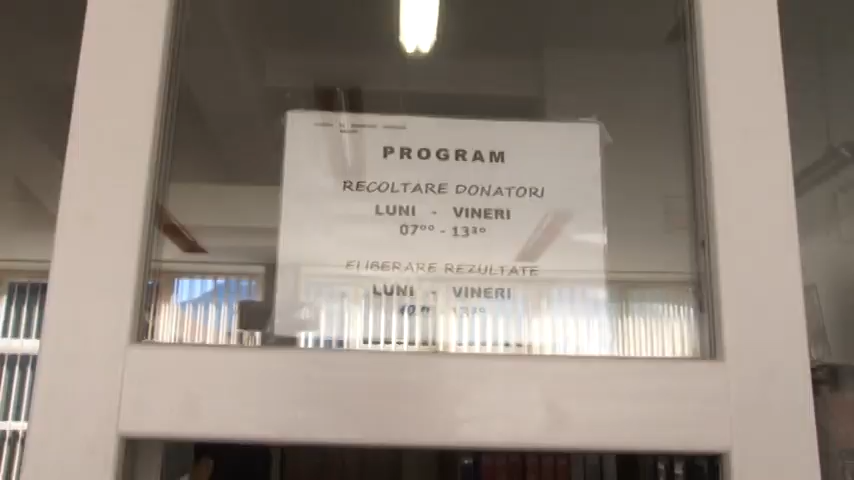 PROGRAM
RECOLTARE DONATORI
LUNI - VINERI
07⁰⁰ - 13³⁰
ELIBERARE REZULTATE
LUNI - VINERI